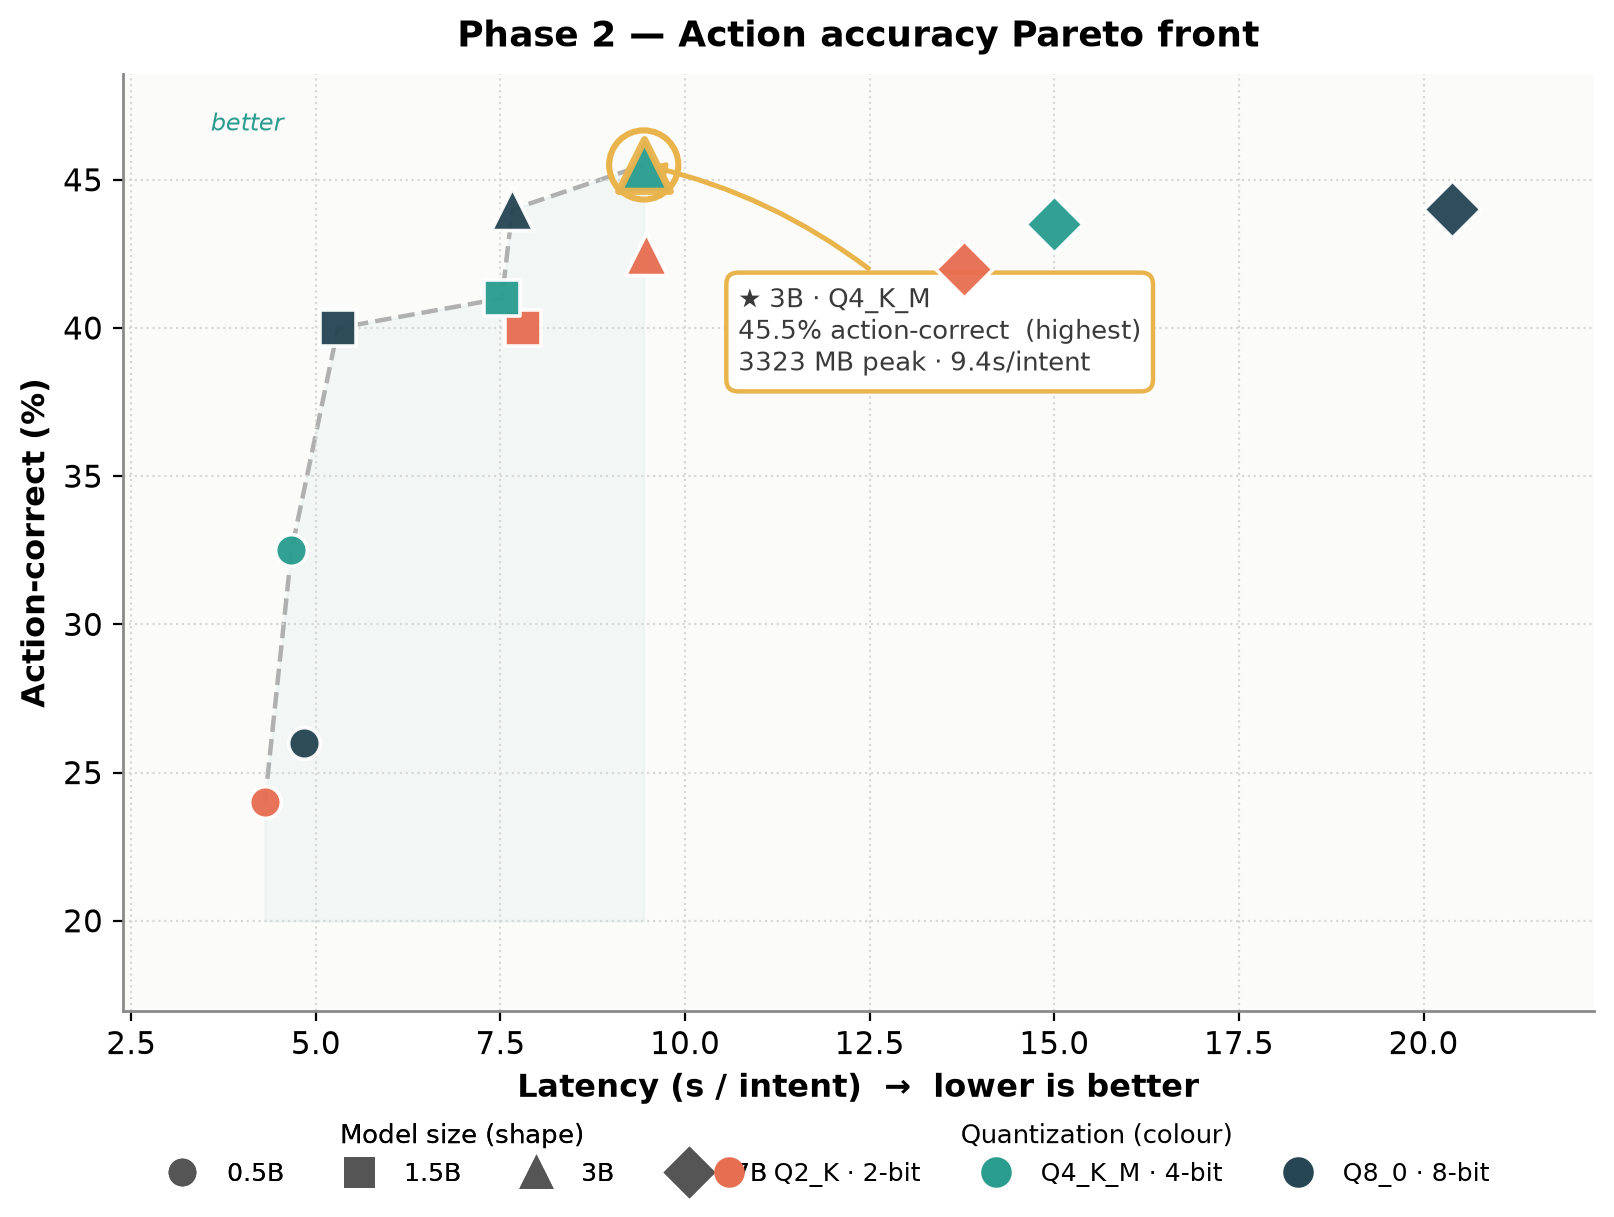 Phase 2 — Action accuracy Pareto front
better
★ 3B · Q4_K_M
45.5% action-correct (highest)
3323 MB peak · 9.4s/intent
Action-correct (%)
45
40
35
30
25
20
2.5 5.0 7.5 10.0 12.5 15.0 17.5 20.0
Latency (s / intent) → lower is better
Model size (shape)
0.5B 1.5B 3B 7B
Quantization (colour)
Q2_K · 2-bit Q4_K_M · 4-bit Q8_0 · 8-bit